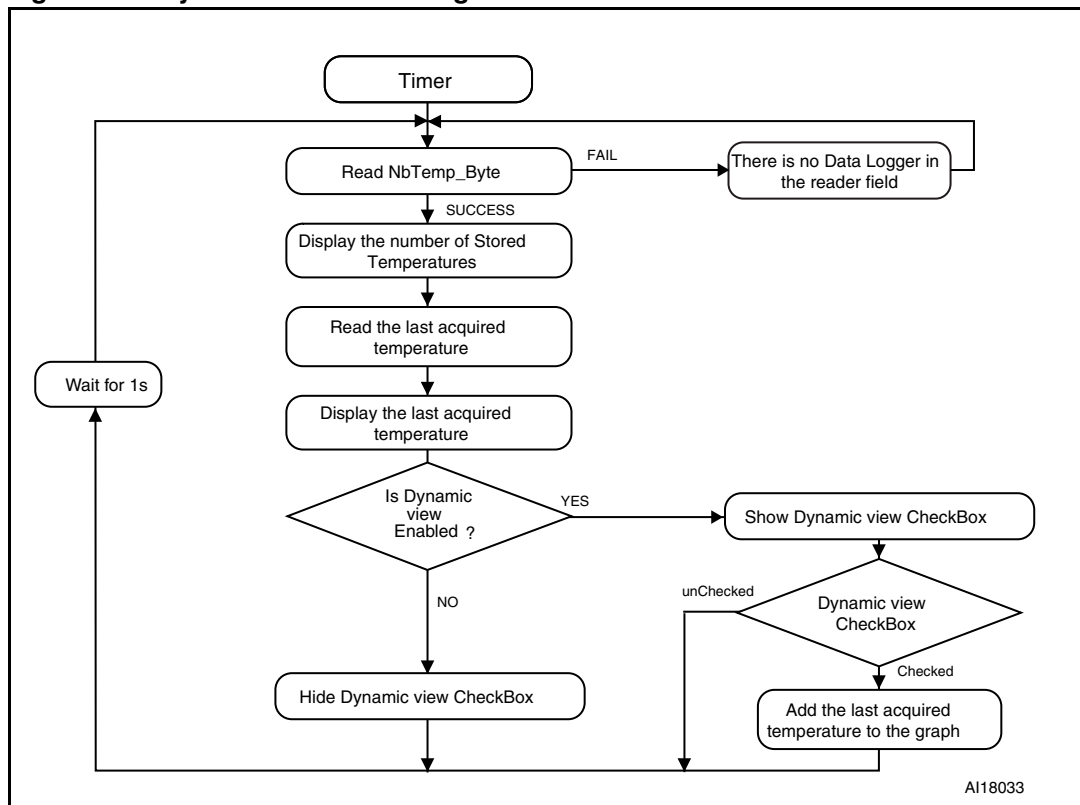 Timer
Read NbTemp_Byte
FAIL
There is no Data Logger in
the reader field
SUCCESS
Display the number of Stored
Temperatures
Read the last acquired
temperature
Wait for 1s
Display the last acquired
temperature
Is Dynamic
view
Enabled ?
YES
Show Dynamic view CheckBox
NO
unChecked
Dynamic view
CheckBox
Checked
Hide Dynamic view CheckBox
Add the last acquired
temperature to the graph
AI18033